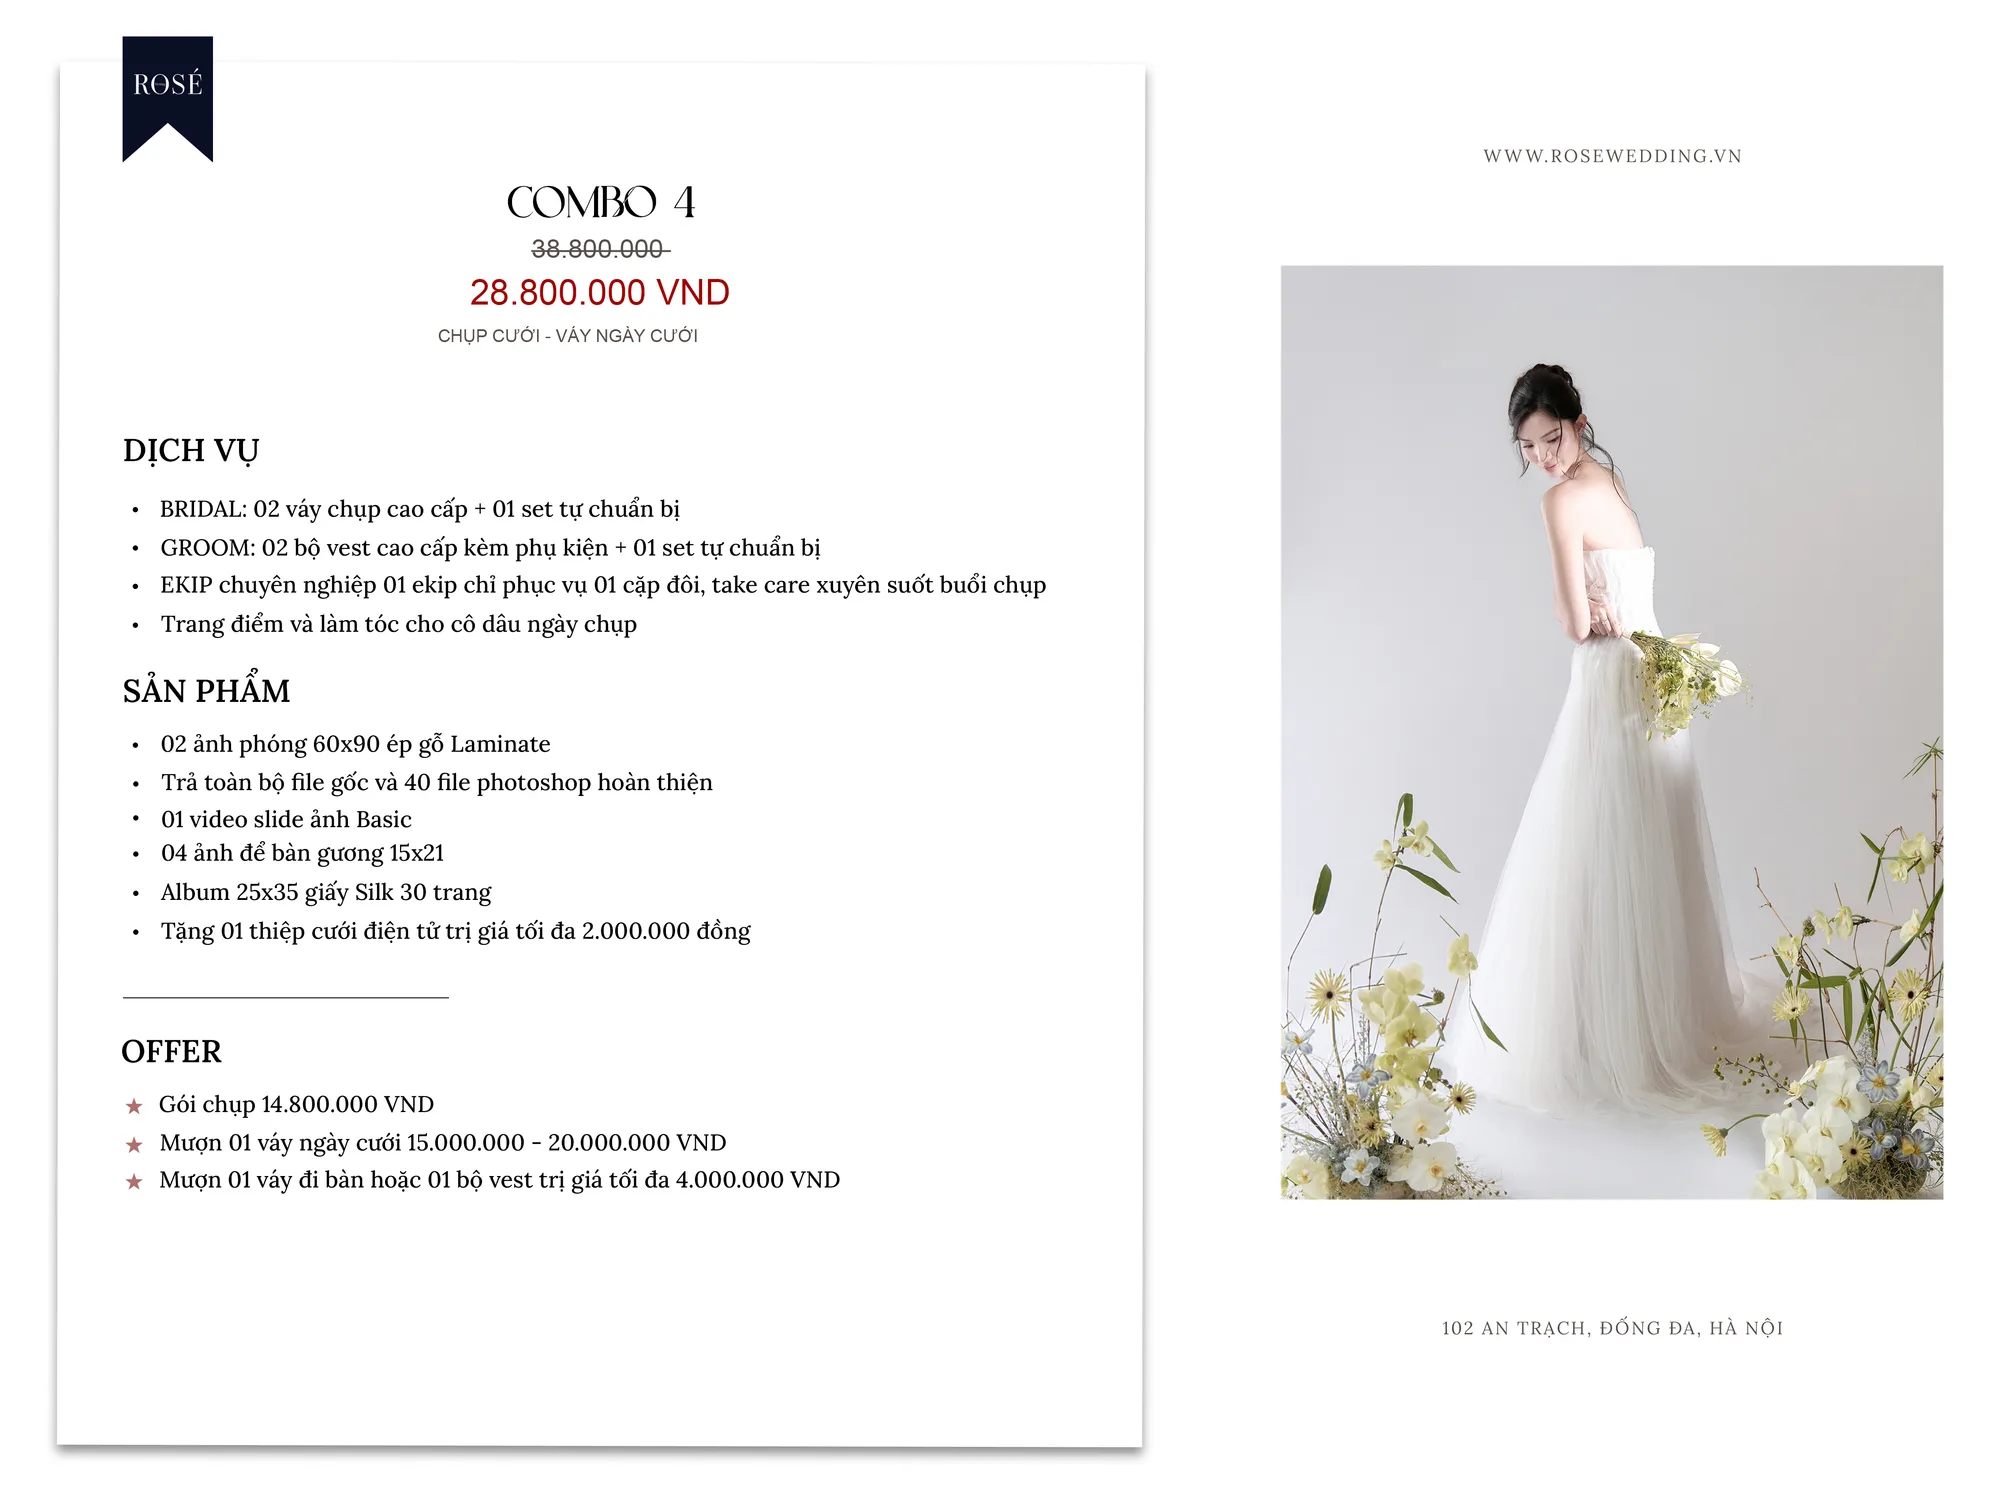 ROSÉ
COMBO 4
38.800.000
28.800.000 VND
CHỤP CƯỚI - VÁY NGÀY CƯỚI
DỊCH VỤ
• BRIDAL: 02 váy chụp cao cấp + 01 set tự chuẩn bị
• GROOM: 02 bộ vest cao cấp kèm phụ kiện + 01 set tự chuẩn bị
• EKIP chuyên nghiệp 01 ekip chỉ phục vụ 01 cặp đôi, take care xuyên suốt buổi chụp
• Trang điểm và làm tóc cho cô dâu ngày chụp
SẢN PHẨM
• 02 ảnh phóng 60x90 ép gỗ Laminate
• Trả toàn bộ file gốc và 40 file photoshop hoàn thiện
• 01 video slide ảnh Basic
• 04 ảnh để bàn gương 15x21
• Album 25x35 giấy Silk 30 trang
• Tặng 01 thiệp cưới điện tử trị giá tối đa 2.000.000 đồng
OFFER
★ Gói chụp 14.800.000 VND
★ Mượn 01 váy ngày cưới 15.000.000 - 20.000.000 VND
★ Mượn 01 váy đi bàn hoặc 01 bộ vest trị giá tối đa 4.000.000 VND
WWW.ROSEWEDDING.VN
102 AN TRẠCH, ĐỐNG ĐA, HÀ NỘI